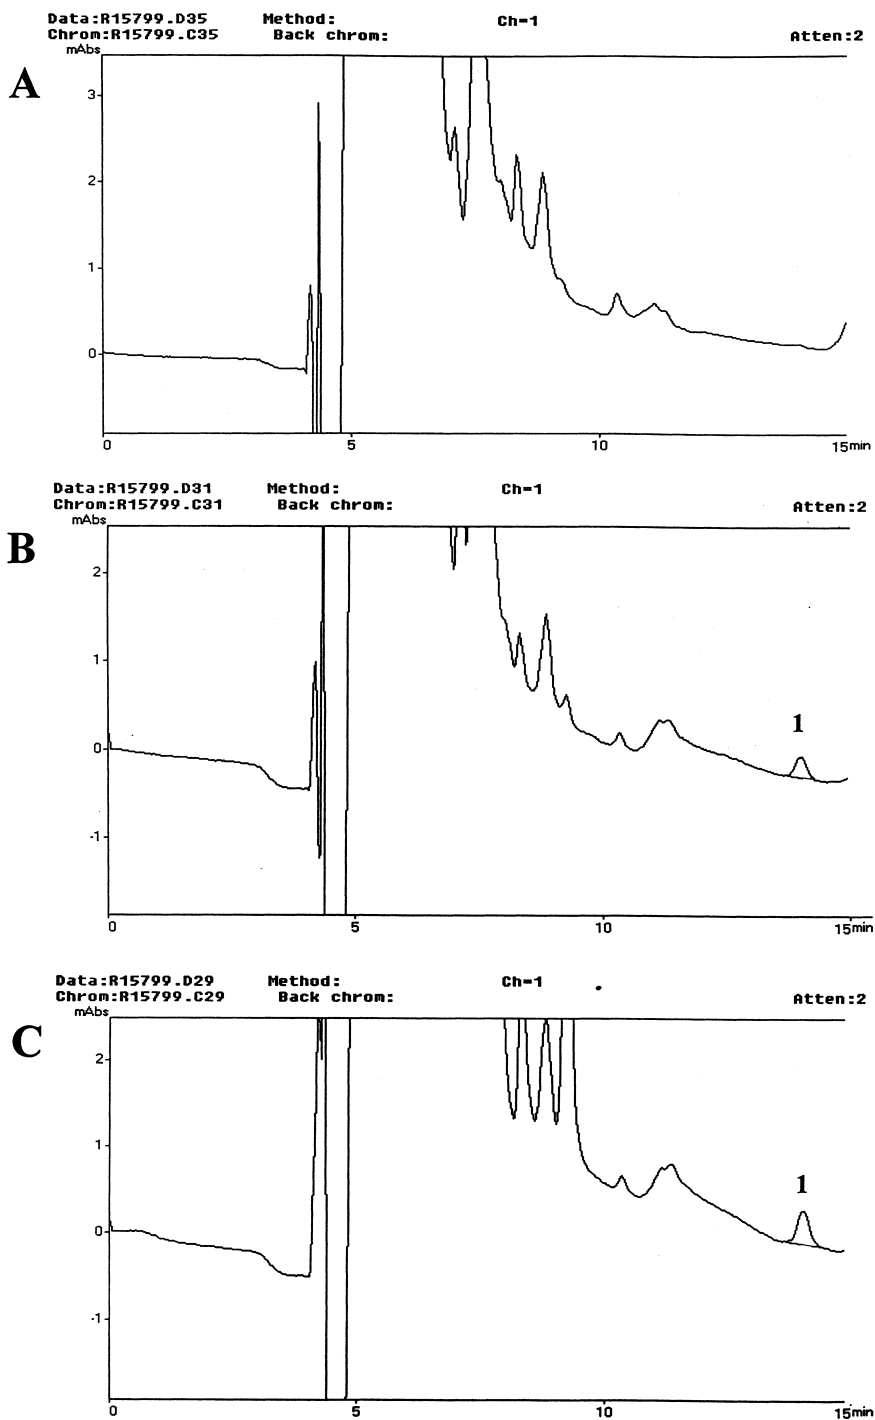 Data:R15799.D35 Method: Ch=1
Chrom:R15799.C35 Back chrom: Atten:2
mAbs
A
3
2
1
0
0 5 10 15min
Data:R15799.D31 Method: Ch=1
Chrom:R15799.C31 Back chrom: Atten:2
mAbs
B
2
1
1
0
-1
0 5 10 15min
Data:R15799.D29 Method: Ch=1
Chrom:R15799.C29 Back chrom: Atten:2
mAbs
C
2
1
1
0
-1
0 5 10 15min